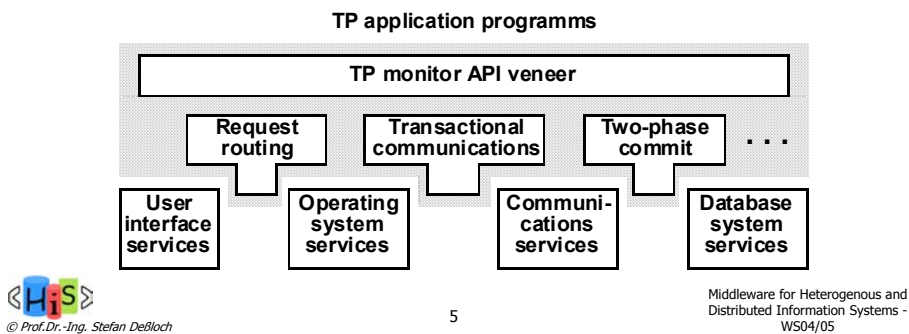 TP application programms
TP monitor API veneer
Request
routing
Transactional
communications
Two-phase
commit
. . .
User
interface
services
Operating
system
services
Communi-
cations
services
Database
system
services
HiS
© Prof.Dr.-Ing. Stefan Deßloch
5
Middleware for Heterogenous and
Distributed Information Systems -
WS04/05